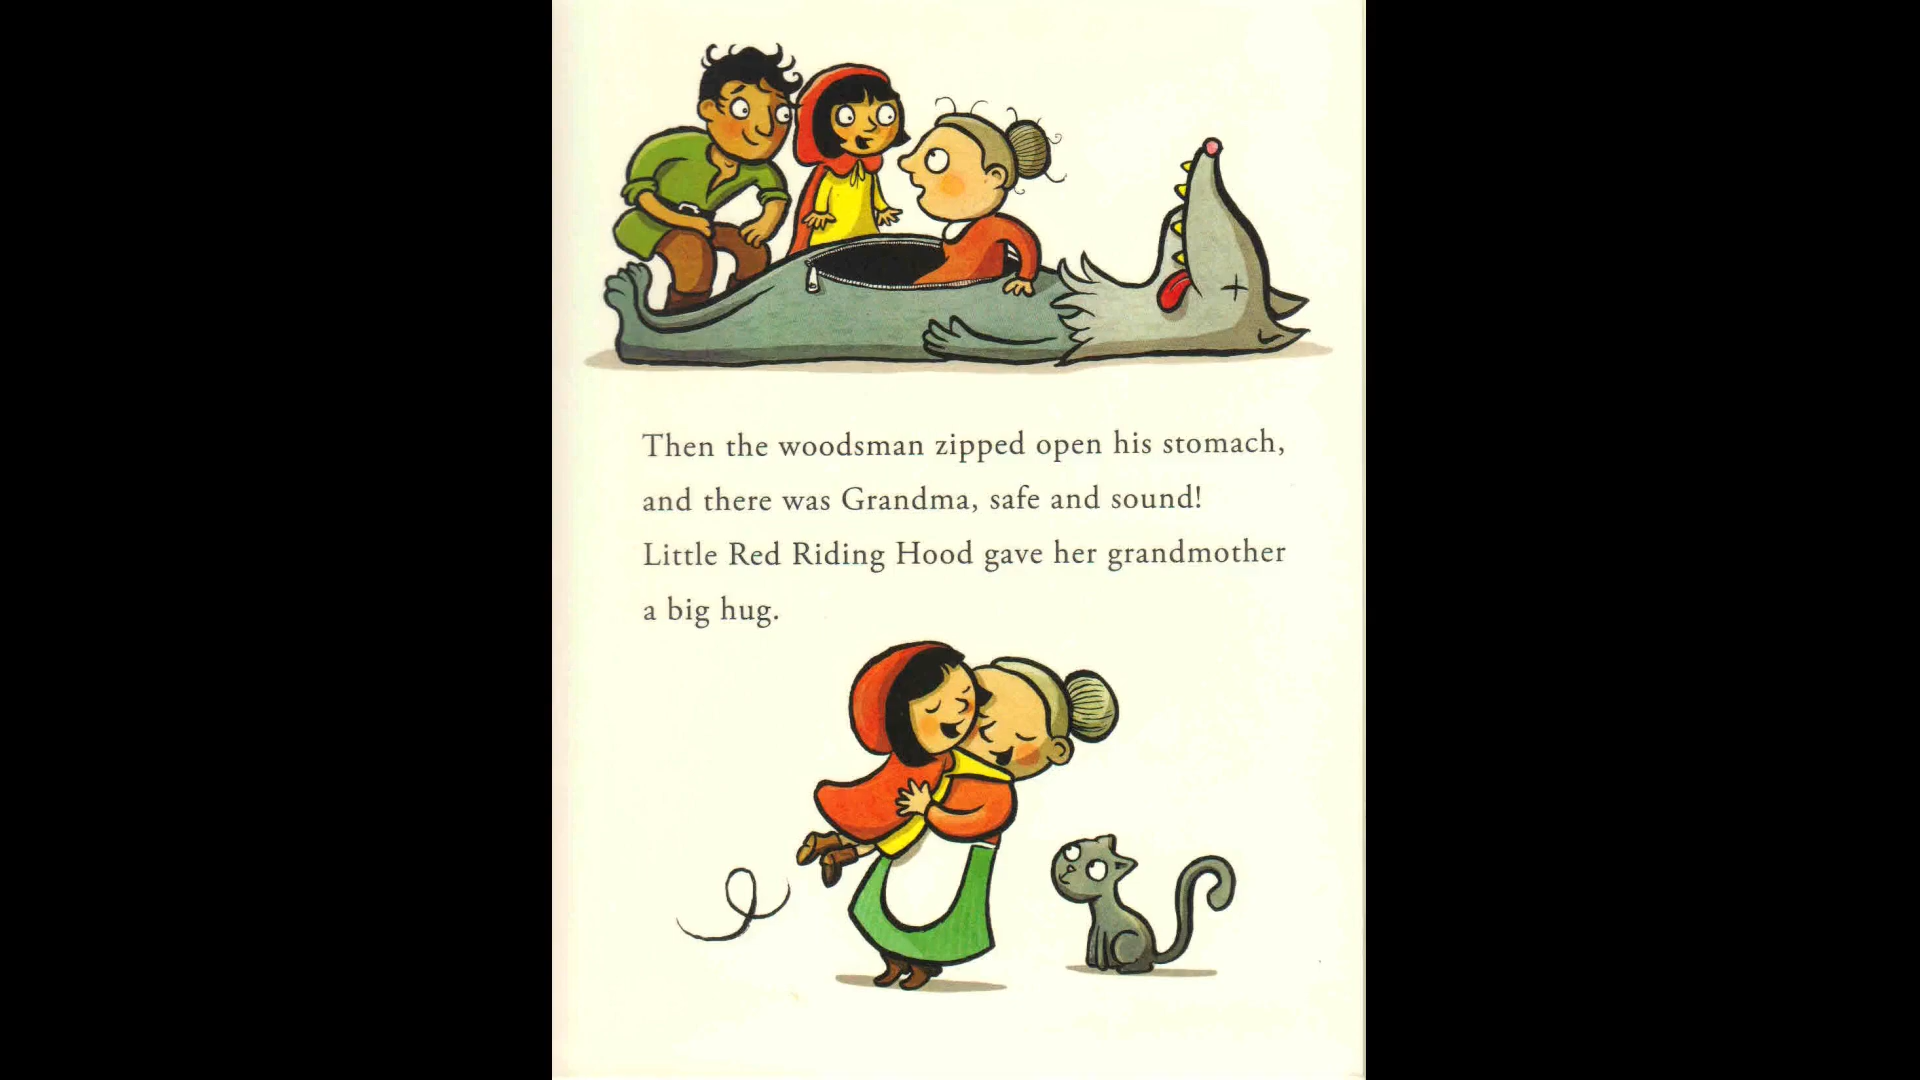 Then the woodsman zipped open his stomach,
and there was Grandma, safe and sound!
Little Red Riding Hood gave her grandmother
a big hug.